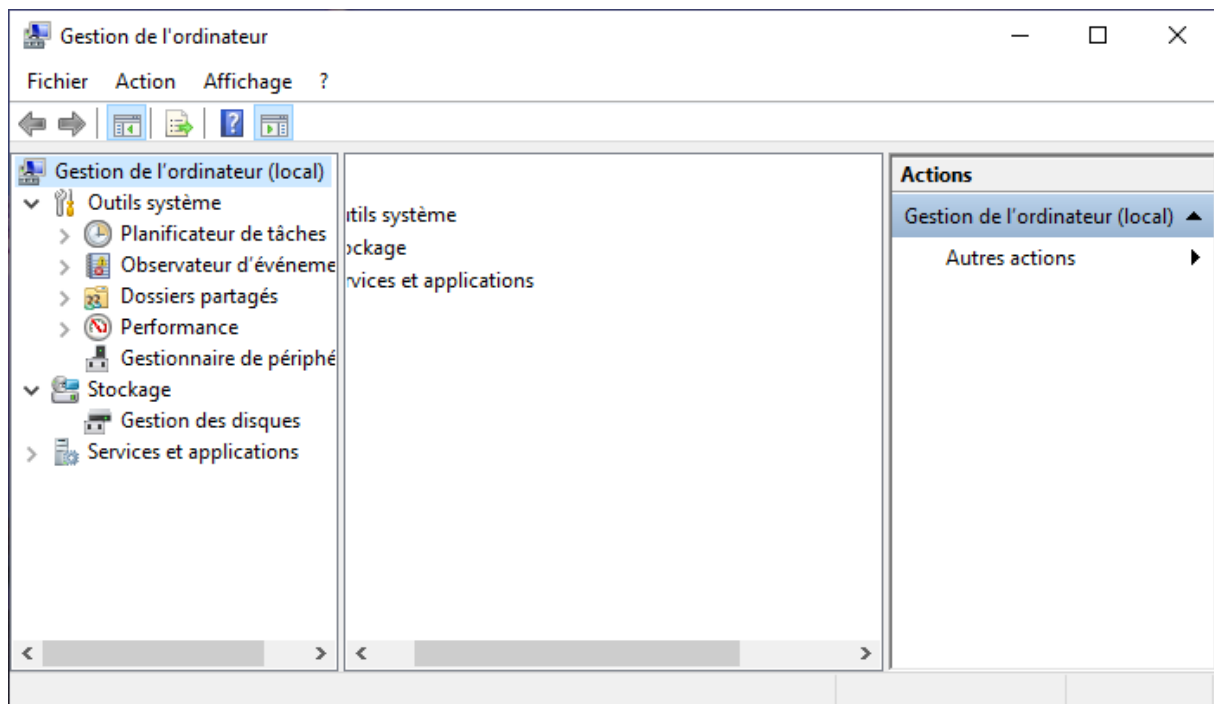 Gestion de l'ordinateur
Fichier Action Affichage ?
Gestion de l'ordinateur (local)
Outils système
Planificateur de tâches
Observateur d'événeme
Dossiers partagés
Performance
Gestionnaire de périphé
Stockage
Gestion des disques
Services et applications
utils système
ockage
rvices et applications
Actions
Gestion de l'ordinateur (local)
Autres actions